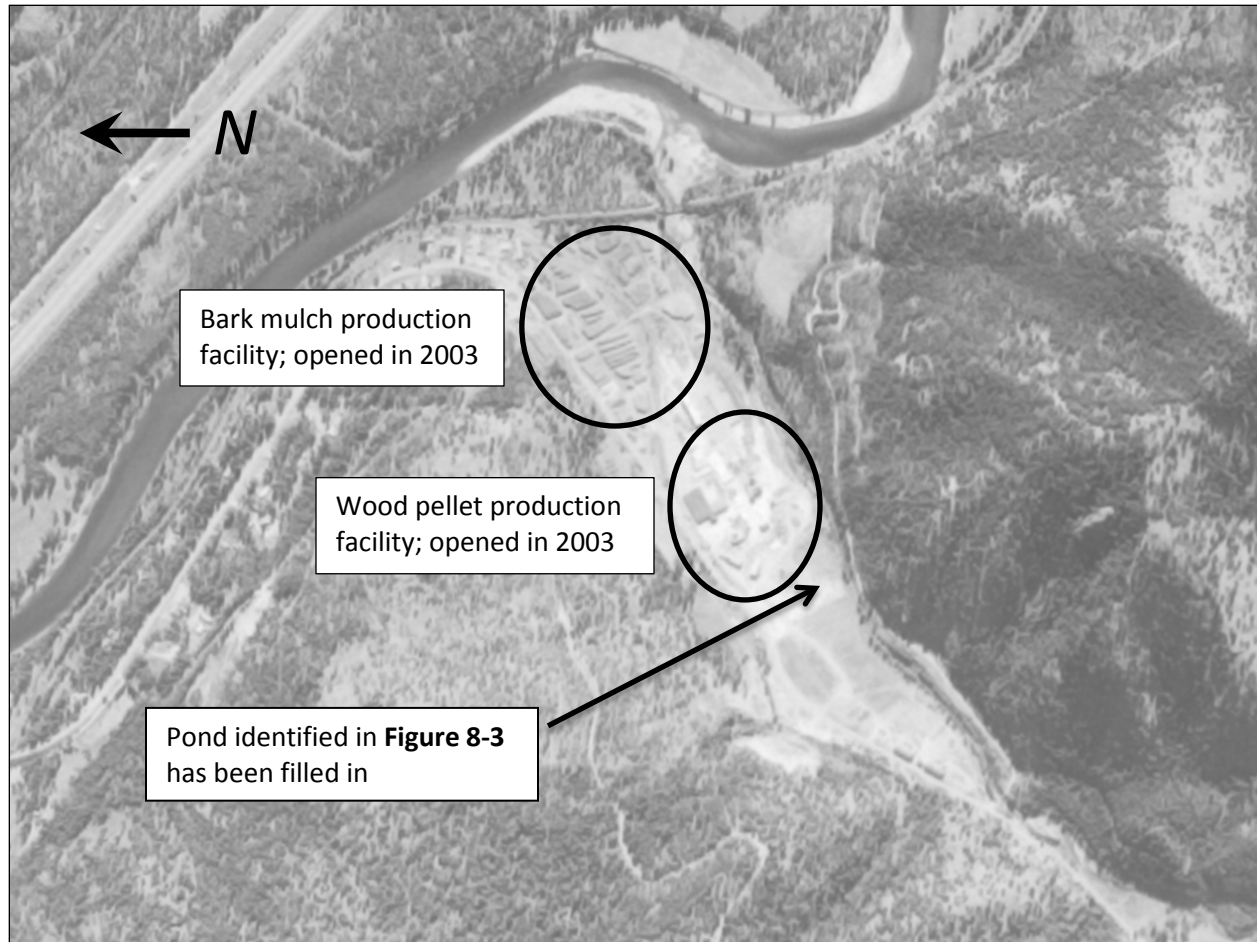 N
Bark mulch production
facility; opened in 2003
Wood pellet production
facility; opened in 2003
Pond identified in Figure 8-3
has been filled in